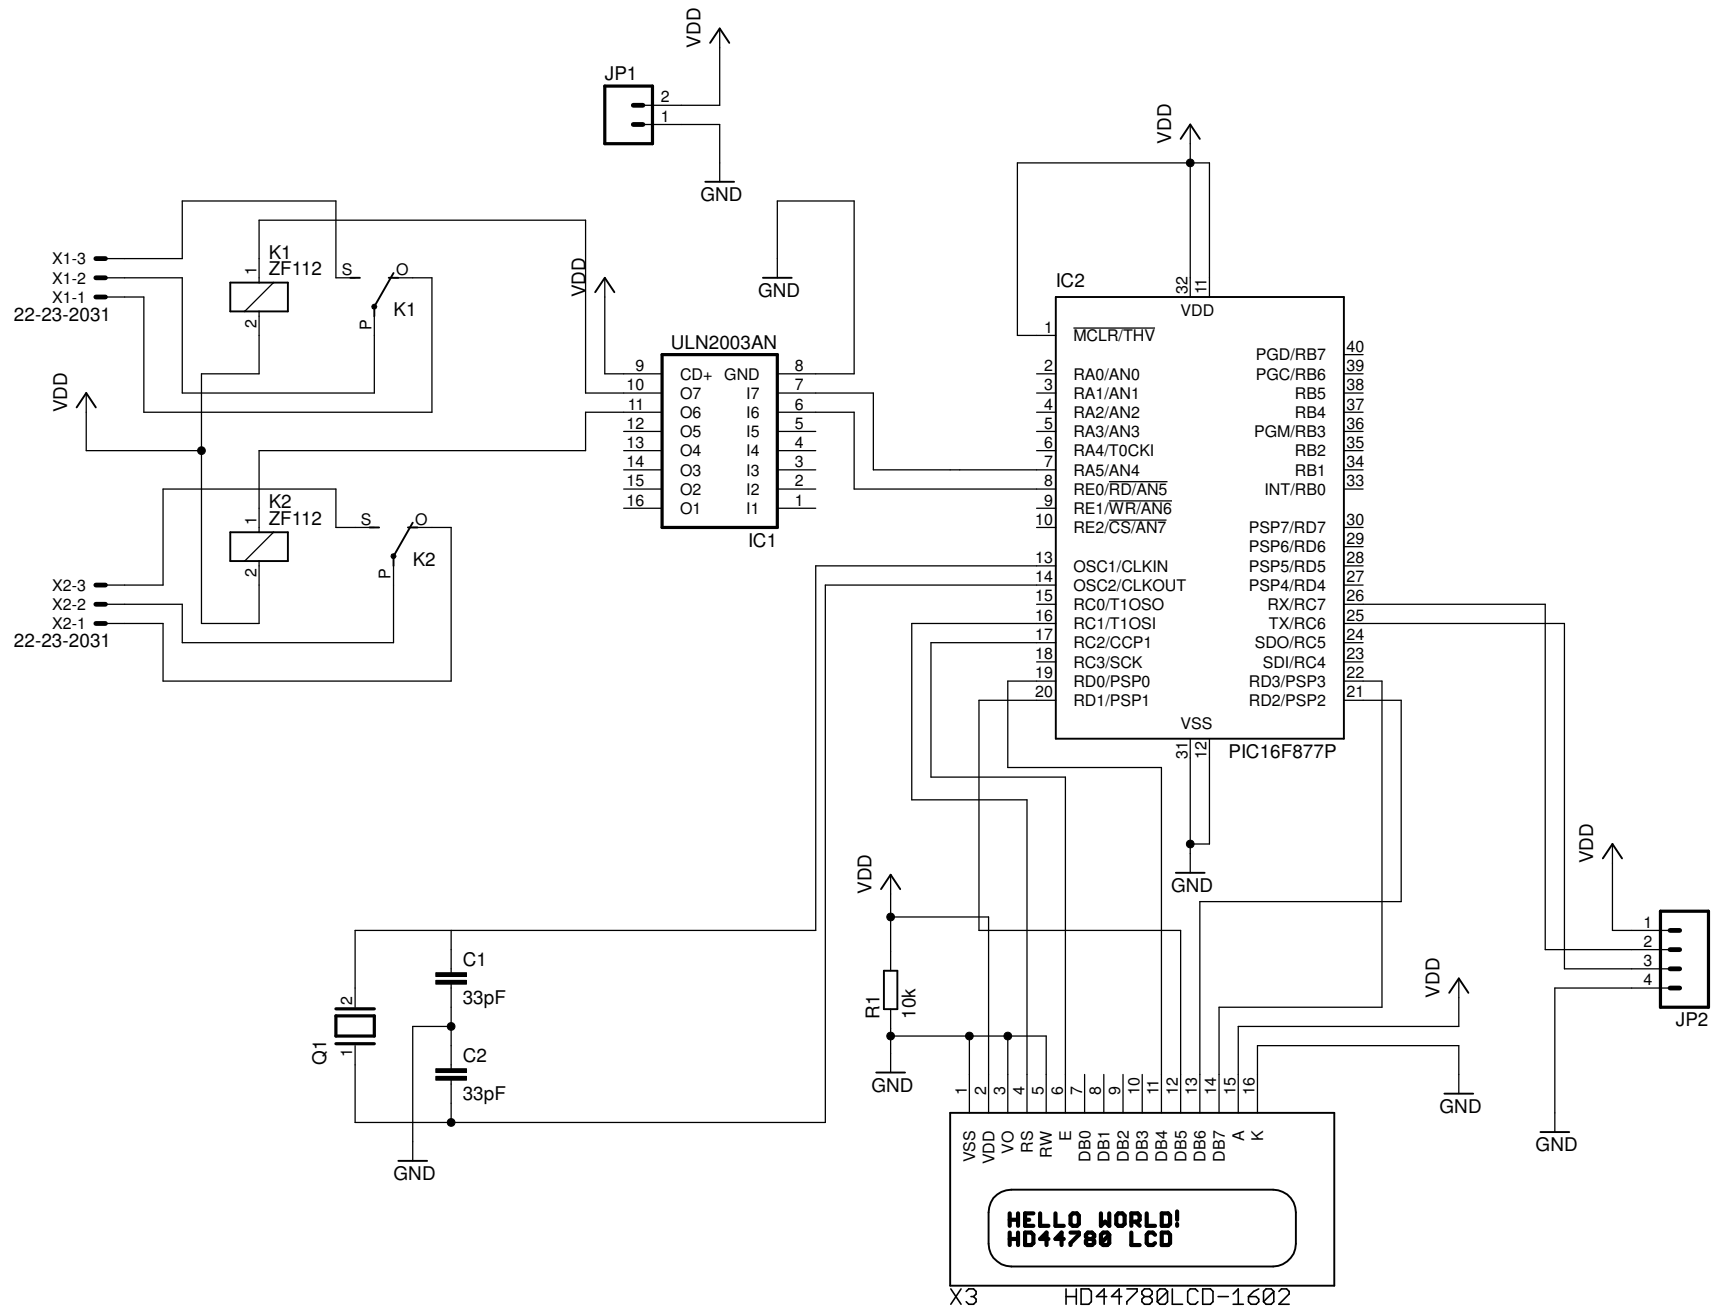 VDD
JP1
2
1
GND
VDD
X1-3
X1-2
X1-1
22-23-2031
K1
ZF112
1
2
S
O
P
K1
VDD
VDD
GND
ULN2003AN
9 CD+ GND 8
10 O7 I7 7
11 O6 I6 6
12 O5 I5 5
13 O4 I4 4
14 O3 I3 3
15 O2 I2 2
16 O1 I1 1
IC1
K2
ZF112
1
2
S
O
P
K2
X2-3
X2-2
X2-1
22-23-2031
IC2
32
11
VDD
1 MCLR/THV
PGD/RB7 40
2 RA0/AN0 PGC/RB6 39
3 RA1/AN1 RB5 38
4 RA2/AN2 RB4 37
5 RA3/AN3 PGM/RB3 36
6 RA4/T0CKI RB2 35
7 RA5/AN4 RB1 34
8 RE0/RD/AN5 INT/RB0 33
9 RE1/WR/AN6
10 RE2/CS/AN7 PSP7/RD7 30
PSP6/RD6 29
13 OSC1/CLKIN PSP5/RD5 28
14 OSC2/CLKOUT PSP4/RD4 27
15 RC0/T1OSO RX/RC7 26
16 RC1/T1OSI TX/RC6 25
17 RC2/CCP1 SDO/RC5 24
18 RC3/SCK SDI/RC4 23
19 RD0/PSP0 RD3/PSP3 22
20 RD1/PSP1 RD2/PSP2 21
VSS
31
12
PIC16F877P
GND
VDD
R1
10k
GND
C1
33pF
C2
33pF
Q1
2
1
GND
VDD
1
2
3
4
JP2
GND
VDD
GND
1 2 3 4 5 6 7 8 9 10 11 12 13 14 15 16
VSS VDD VO RS RW E DB0 DB1 DB2 DB3 DB4 DB5 DB6 DB7 A K
HELLO WORLD!
HD44780 LCD
X3 HD44780LCD-1602